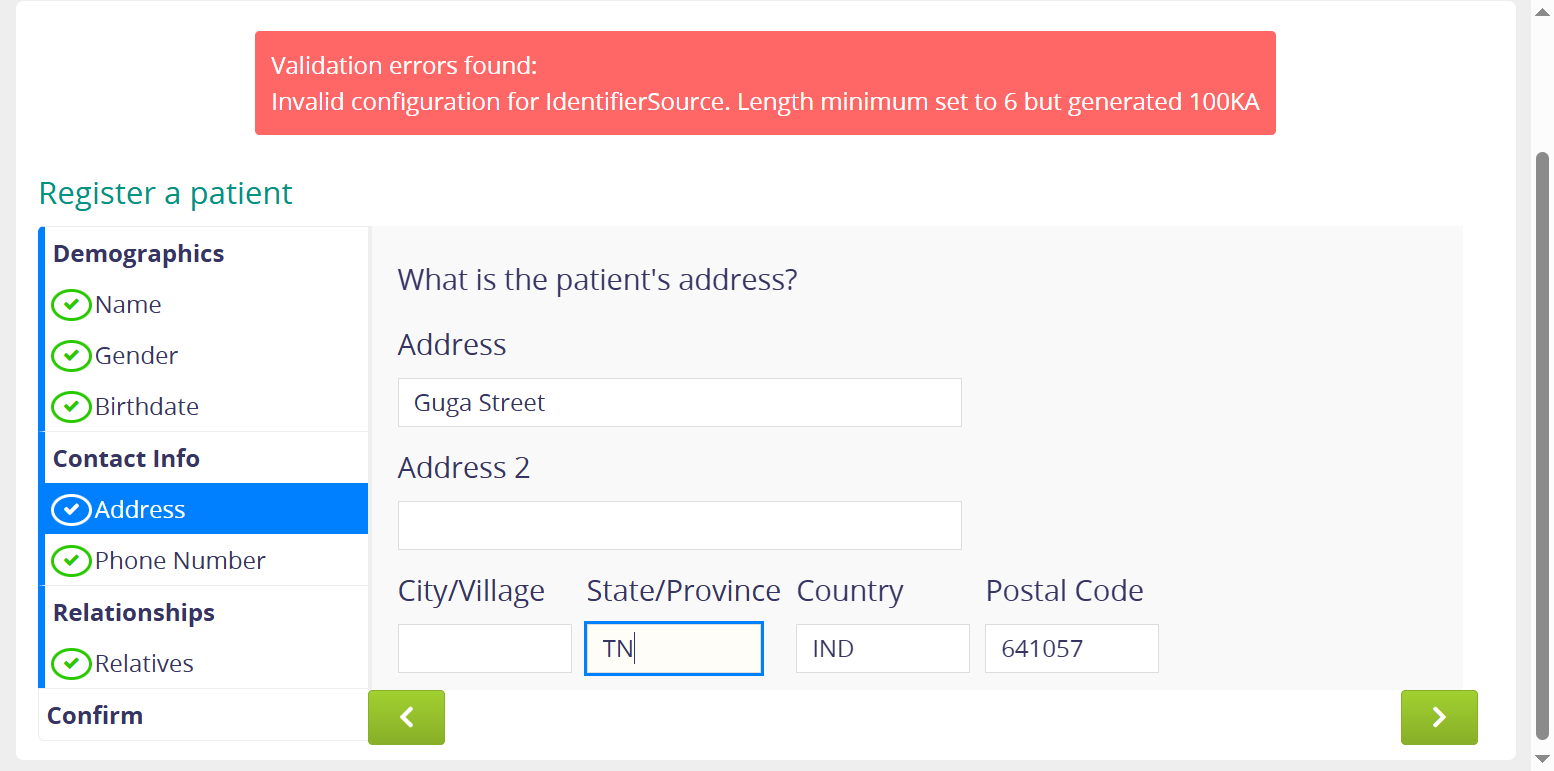 Validation errors found:
Invalid configuration for IdentifierSource. Length minimum set to 6 but generated 100KA
Register a patient
Demographics
Name
Gender
Birthdate
Contact Info
Address
Phone Number
Relationships
Relatives
Confirm
What is the patient's address?
Address
Guga Street
Address 2
City/Village State/Province Country Postal Code
TN IND 641057